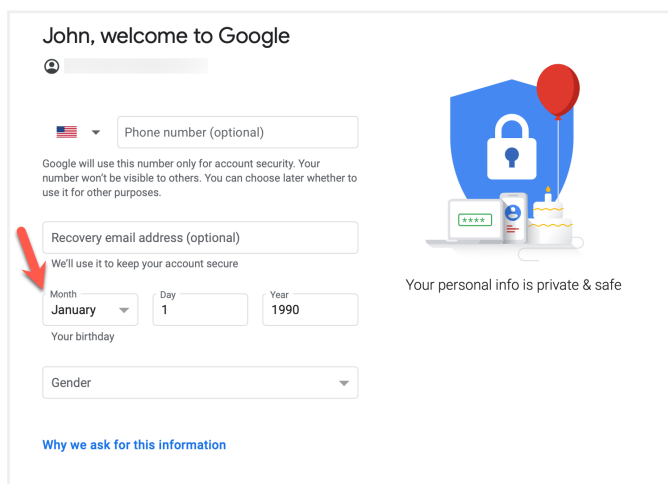 John, welcome to Google
Phone number (optional)
Google will use this number only for account security. Your
number won't be visible to others. You can choose later whether to
use it for other purposes.
Recovery email address (optional)
We'll use it to keep your account secure
Month Day Year
January 1 1990
Your birthday
Gender
Why we ask for this information
****
Your personal info is private & safe